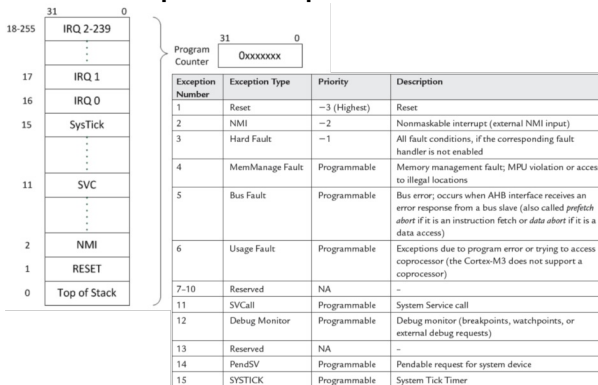 31 0
18-255 IRQ 2-239
17 IRQ 1
16 IRQ 0
15 SysTick
11 SVC
2 NMI
1 RESET
0 Top of Stack
31 0
Program
Counter
0xxxxxxx
Exception
Number
Exception Type Priority Description
1 Reset −3 (Highest) Reset
2 NMI −2 Nonmaskable interrupt (external NMI input)
3 Hard Fault −1 All fault conditions, if the corresponding fault
handler is not enabled
4 MemManage Fault Programmable Memory management fault; MPU violation or acces
to illegal locations
5 Bus Fault Programmable Bus error; occurs when AHB interface receives an
error response from a bus slave (also called prefetch
abort if it is an instruction fetch or data abort if it is a
data access)
6 Usage Fault Programmable Exceptions due to program error or trying to access
coprocessor (the Cortex-M3 does not support a
coprocessor)
7–10 Reserved NA –
11 SVCall Programmable System Service call
12 Debug Monitor Programmable Debug monitor (breakpoints, watchpoints, or
external debug requests)
13 Reserved NA –
14 PendSV Programmable Pendable request for system device
15 SYSTICK Programmable System Tick Timer